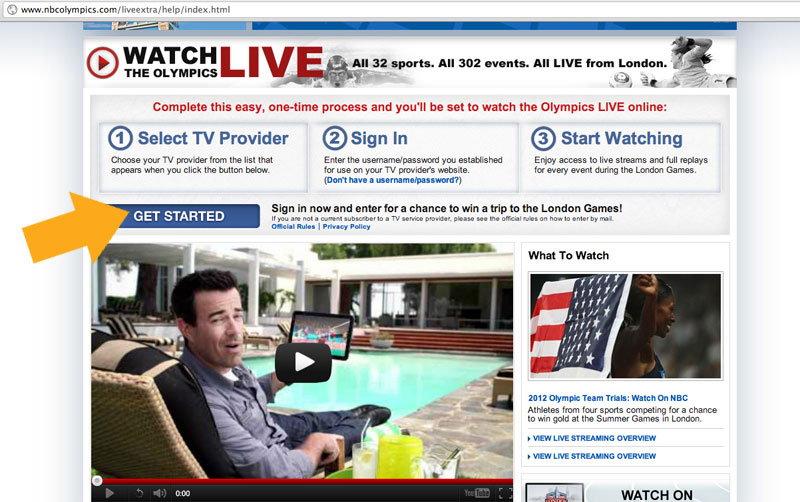 www.nbcolympics.com/liveextra/help/index.html
WATCH LIVE
THE OLYMPICS
All 32 sports. All 302 events. All LIVE from London.
Complete this easy, one-time process and you'll be set to watch the Olympics LIVE online:
1 Select TV Provider
Choose your TV provider from the list that
appears when you click the button below.
2 Sign In
Enter the username/password you established
for use on your TV provider's website.
(Don't have a username/password?)
3 Start Watching
Enjoy access to live streams and full replays
for every event during the London Games.
GET STARTED
Sign in now and enter for a chance to win a trip to the London Games!
If you are not a current subscriber to a TV service provider, please see the official rules on how to enter by mail.
Official Rules | Privacy Policy
0:00
YouTube
What To Watch
2012 Olympic Team Trials: Watch On NBC
Athletes from four sports competing for a chance
to win gold at the Summer Games in London.
VIEW LIVE STREAMING OVERVIEW
VIEW LIVE STREAMING OVERVIEW
WATCH ON